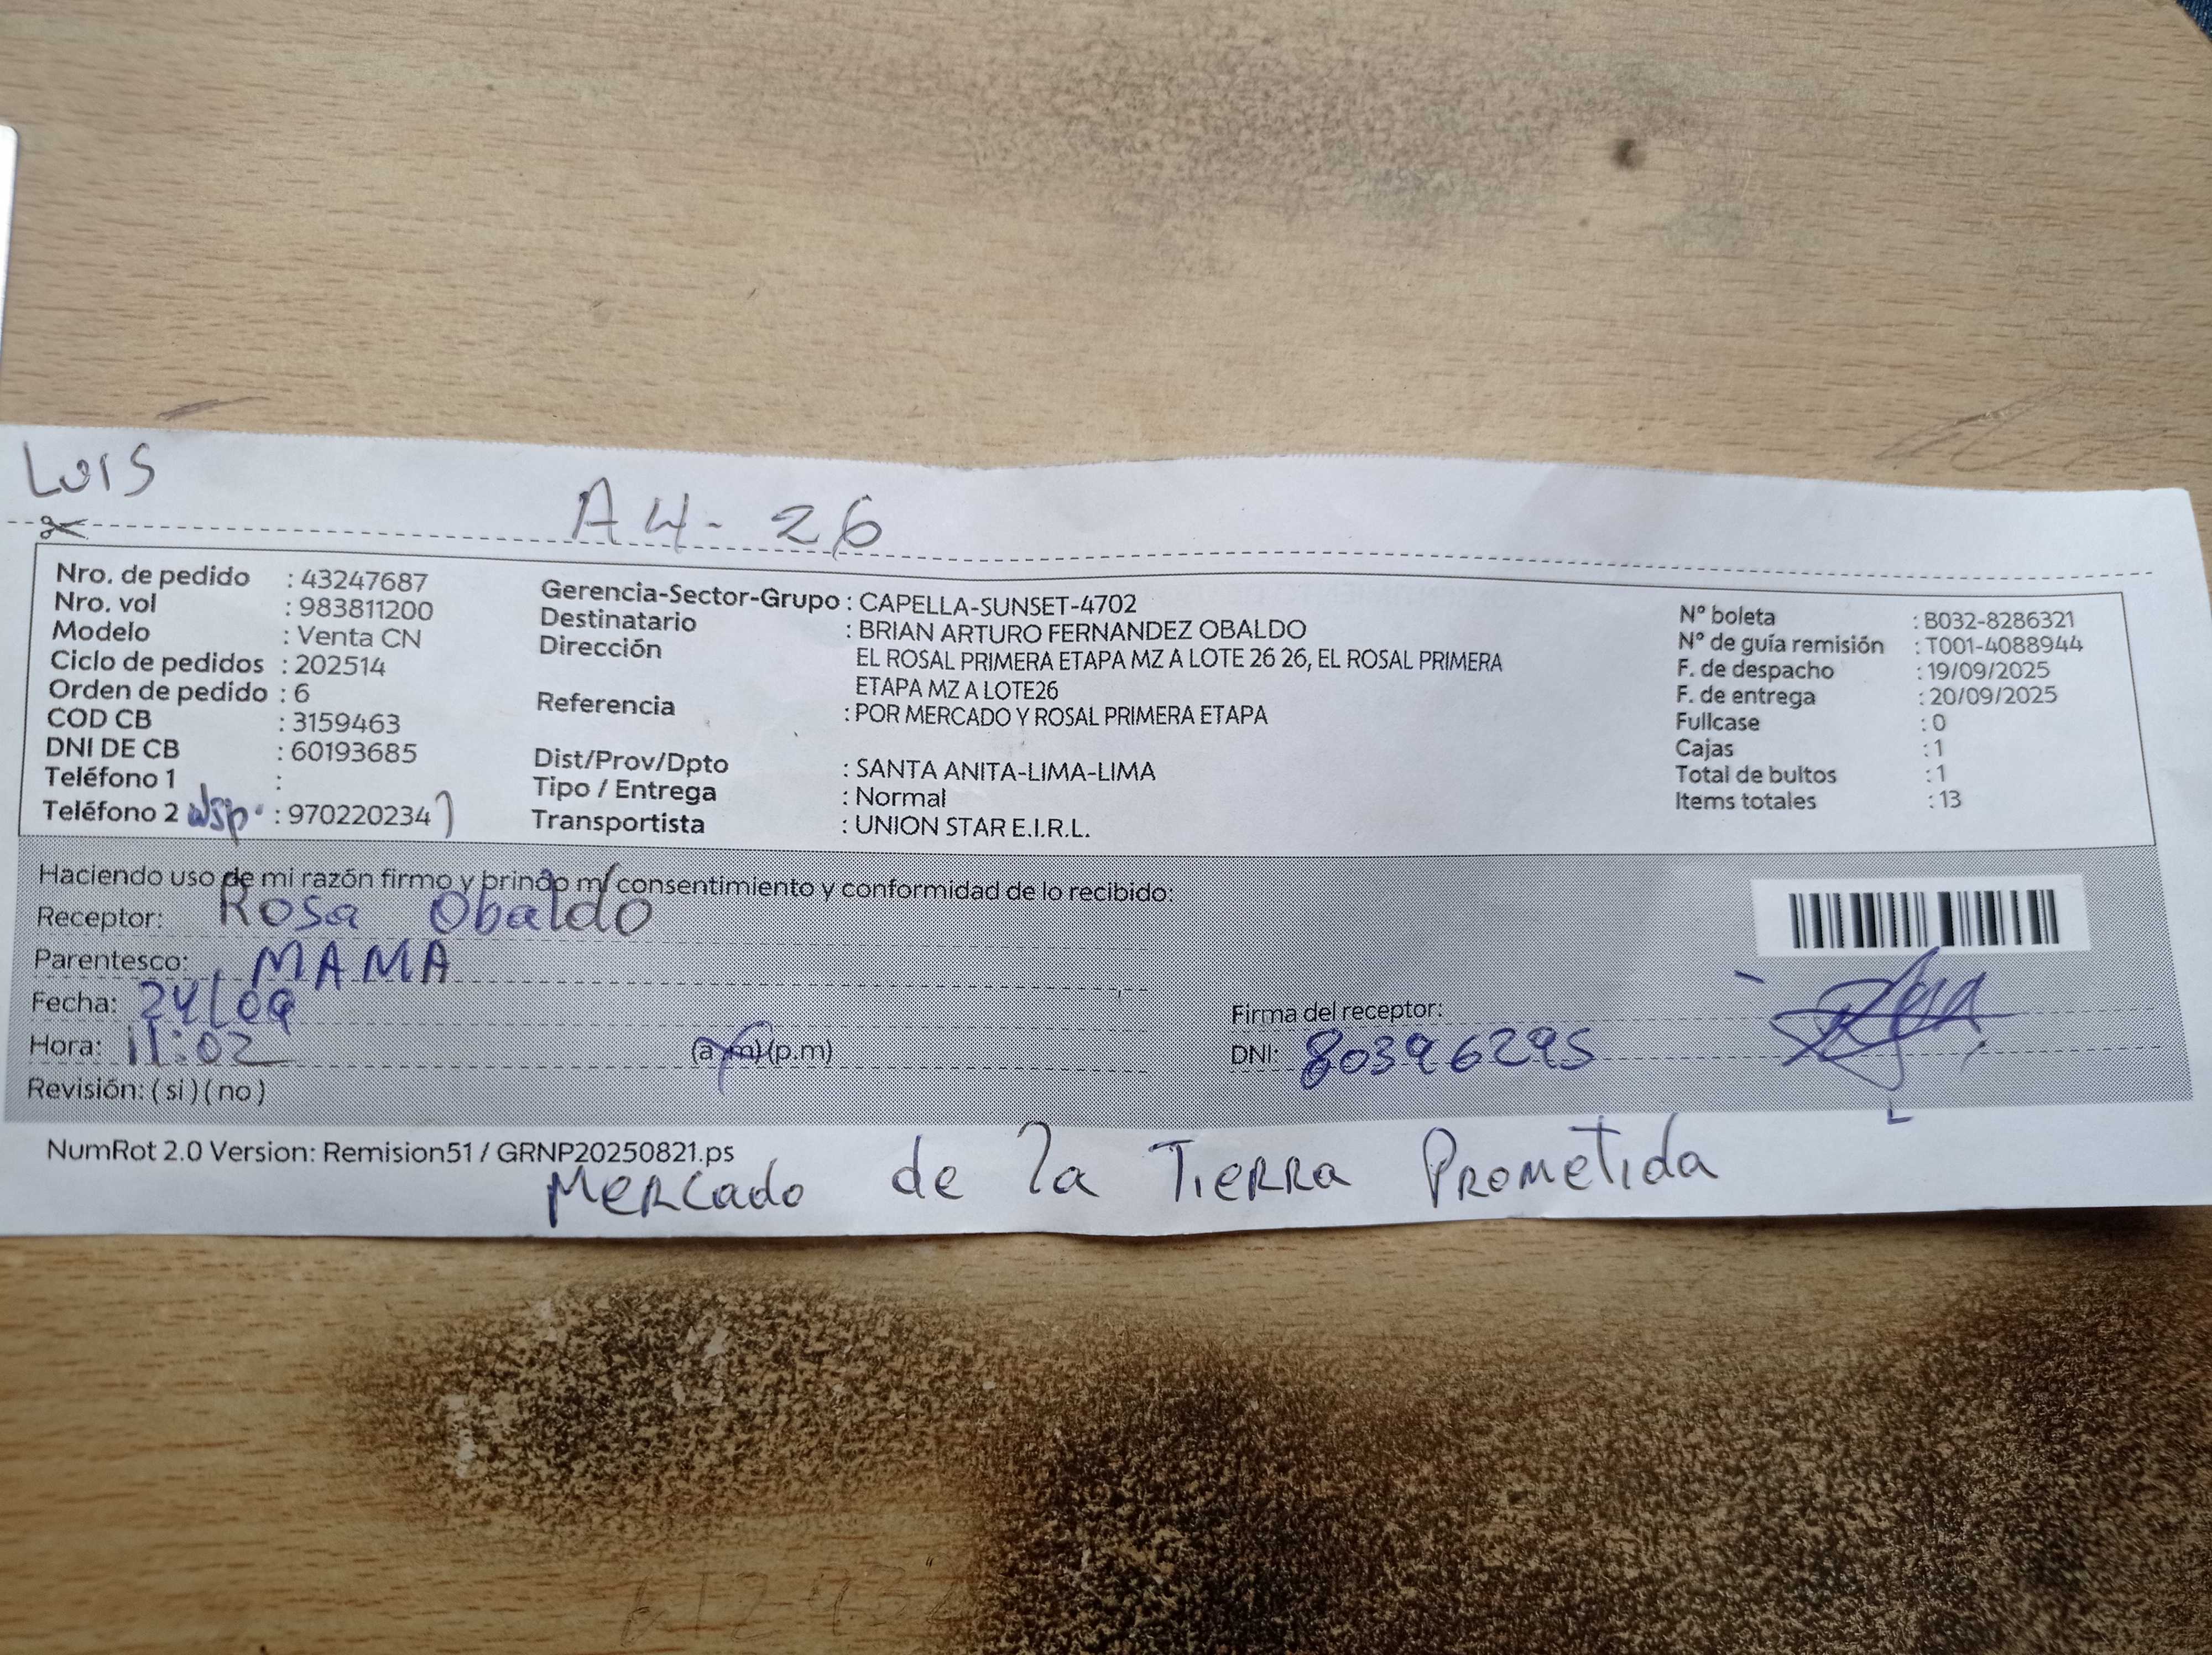 LUIS
A4-26
Nro. de pedido : 43247687
Nro. vol : 983811200
Modelo : Venta CN
Ciclo de pedidos : 202514
Orden de pedido : 6
COD CB : 3159463
DNI DE CB : 60193685
Teléfono 1 :
Teléfono 2 Wsp. : 970220234
Gerencia-Sector-Grupo : CAPELLA-SUNSET-4702
Destinatario : BRIAN ARTURO FERNANDEZ OBALDO
Dirección EL ROSAL PRIMERA ETAPA MZ A LOTE 26 26, EL ROSAL PRIMERA
ETAPA MZ A LOTE26
Referencia : POR MERCADO Y ROSAL PRIMERA ETAPA
Dist/Prov/Dpto : SANTA ANITA-LIMA-LIMA
Tipo / Entrega : Normal
Transportista : UNION STAR E.I.R.L.
N° boleta : B032-8286321
N° de guía remisión : T001-4088944
F. de despacho : 19/09/2025
F. de entrega : 20/09/2025
Fullcase : 0
Cajas : 1
Total de bultos : 1
Items totales : 13
Haciendo uso de mi razón firmo y brindo mi consentimiento y conformidad de lo recibido:
Receptor: Rosa Obaldo
Parentesco: MAMA
Fecha: 24/09
Hora: 11:02 (a.m) (p.m)
Revisión: ( si ) ( no )
Firma del receptor:
DNI: 80396295
NumRot 2.0 Version: Remision51 / GRNP20250821.ps
Mercado de la Tierra Prometida